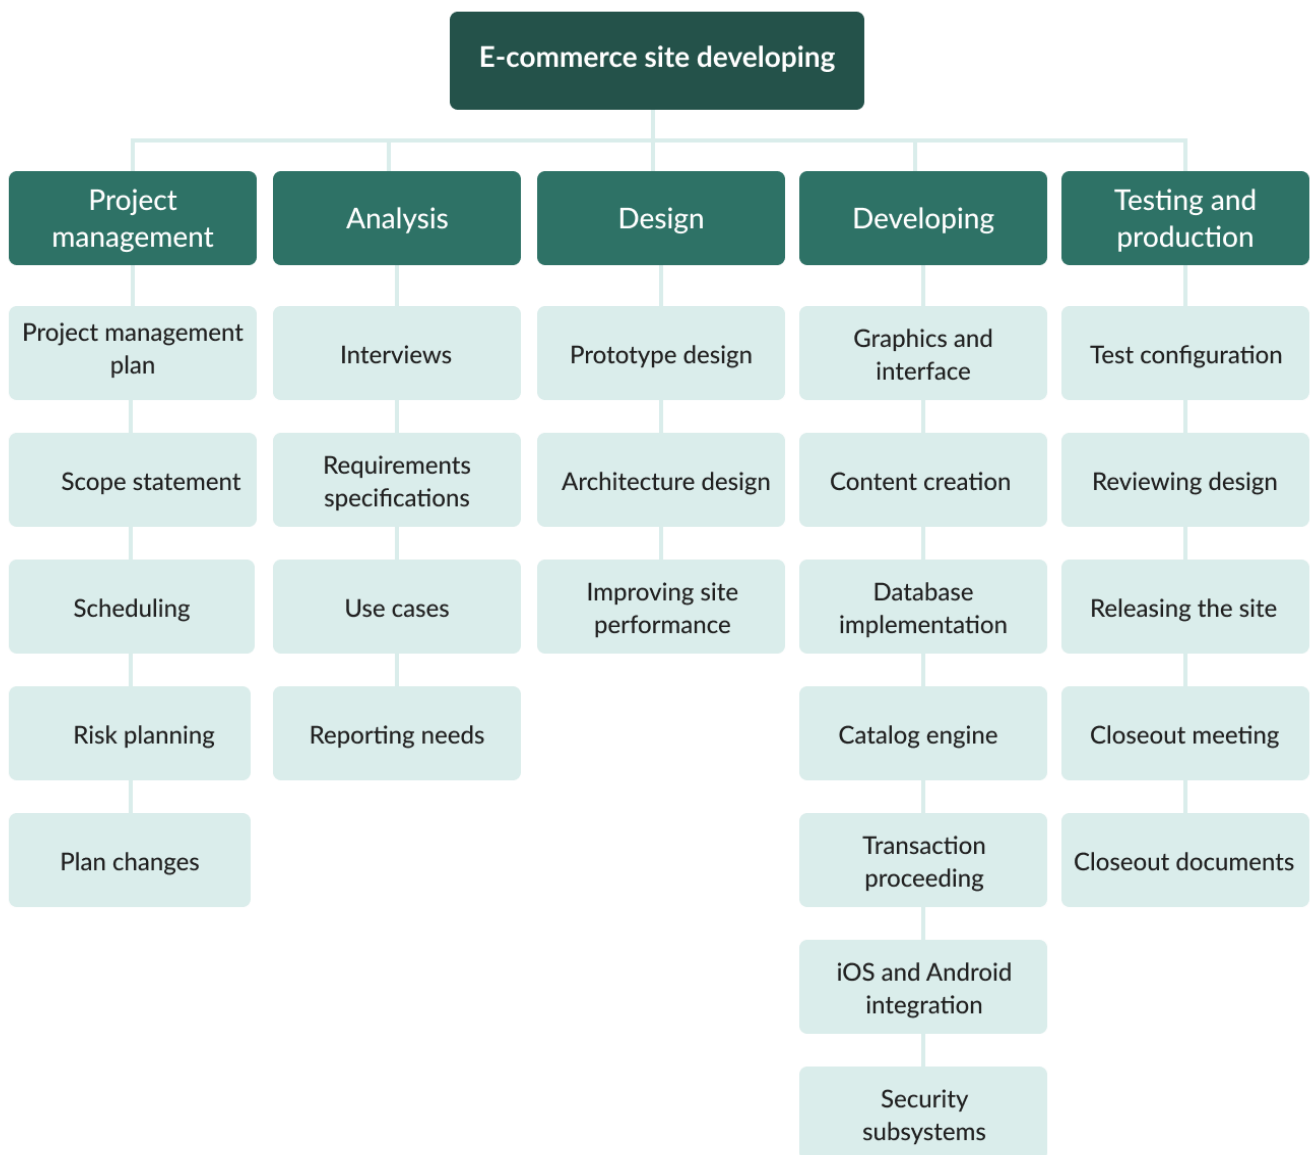 E-commerce site developing
Project
management
Project management
plan
Scope statement
Scheduling
Risk planning
Plan changes
Analysis
Interviews
Requirements
specifications
Use cases
Reporting needs
Design
Prototype design
Architecture design
Improving site
performance
Developing
Graphics and
interface
Content creation
Database
implementation
Catalog engine
Transaction
proceeding
iOS and Android
integration
Security
subsystems
Testing and
production
Test configuration
Reviewing design
Releasing the site
Closeout meeting
Closeout documents